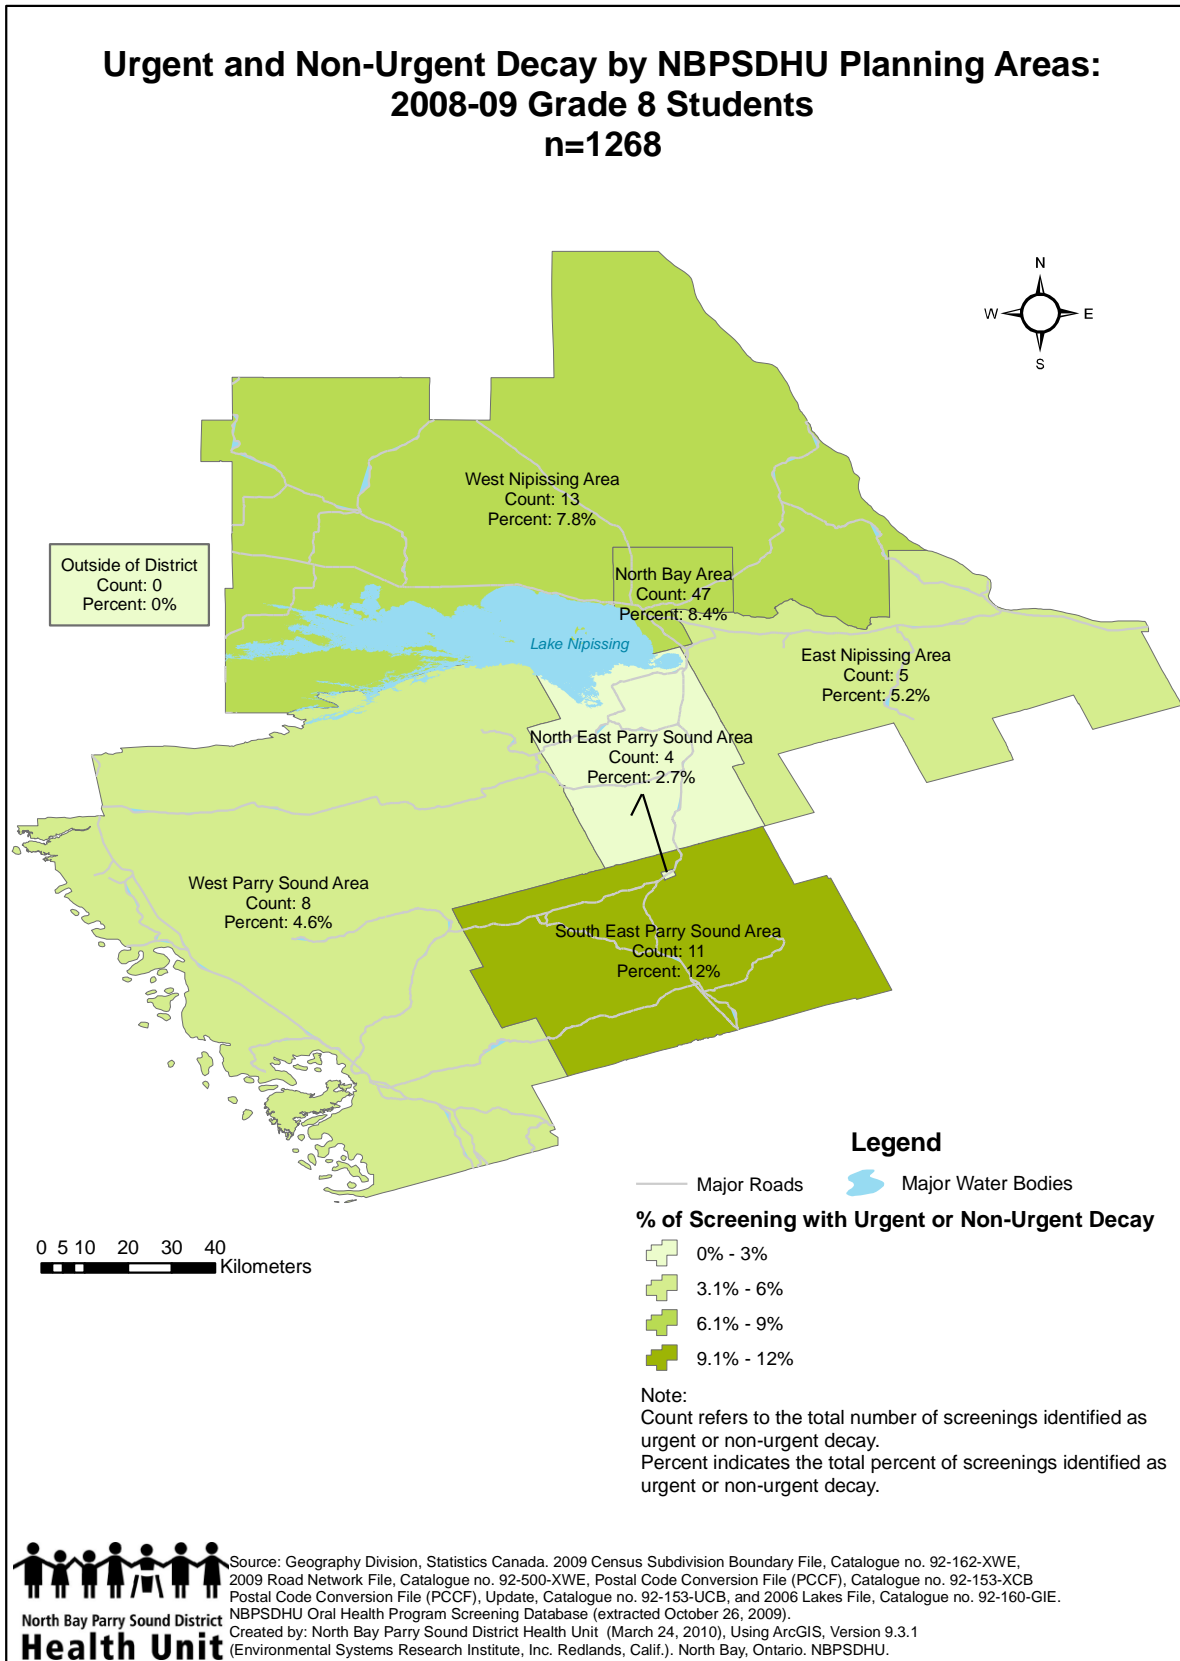 Urgent and Non-Urgent Decay by NBPSDHU Planning Areas:
2008-09 Grade 8 Students
n=1268
N
W
E
S
West Nipissing Area
Count: 13
Percent: 7.8%
Outside of District
Count: 0
Percent: 0%
North Bay Area
Count: 47
Percent: 8.4%
Lake Nipissing
East Nipissing Area
Count: 5
Percent: 5.2%
North East Parry Sound Area
Count: 4
Percent: 2.7%
West Parry Sound Area
Count: 8
Percent: 4.6%
South East Parry Sound Area
Count: 11
Percent: 12%
Legend
Major Roads
Major Water Bodies
% of Screening with Urgent or Non-Urgent Decay
0% - 3%
3.1% - 6%
6.1% - 9%
9.1% - 12%
0 5 10 20 30 40
Kilometers
Note:
Count refers to the total number of screenings identified as
urgent or non-urgent decay.
Percent indicates the total percent of screenings identified as
urgent or non-urgent decay.
North Bay Parry Sound District
Health Unit
Source: Geography Division, Statistics Canada. 2009 Census Subdivision Boundary File, Catalogue no. 92-162-XWE,
2009 Road Network File, Catalogue no. 92-500-XWE, Postal Code Conversion File (PCCF), Catalogue no. 92-153-XCB
Postal Code Conversion File (PCCF), Update, Catalogue no. 92-153-UCB, and 2006 Lakes File, Catalogue no. 92-160-GIE.
NBPSDHU Oral Health Program Screening Database (extracted October 26, 2009).
Created by: North Bay Parry Sound District Health Unit (March 24, 2010), Using ArcGIS, Version 9.3.1
(Environmental Systems Research Institute, Inc. Redlands, Calif.). North Bay, Ontario. NBPSDHU.